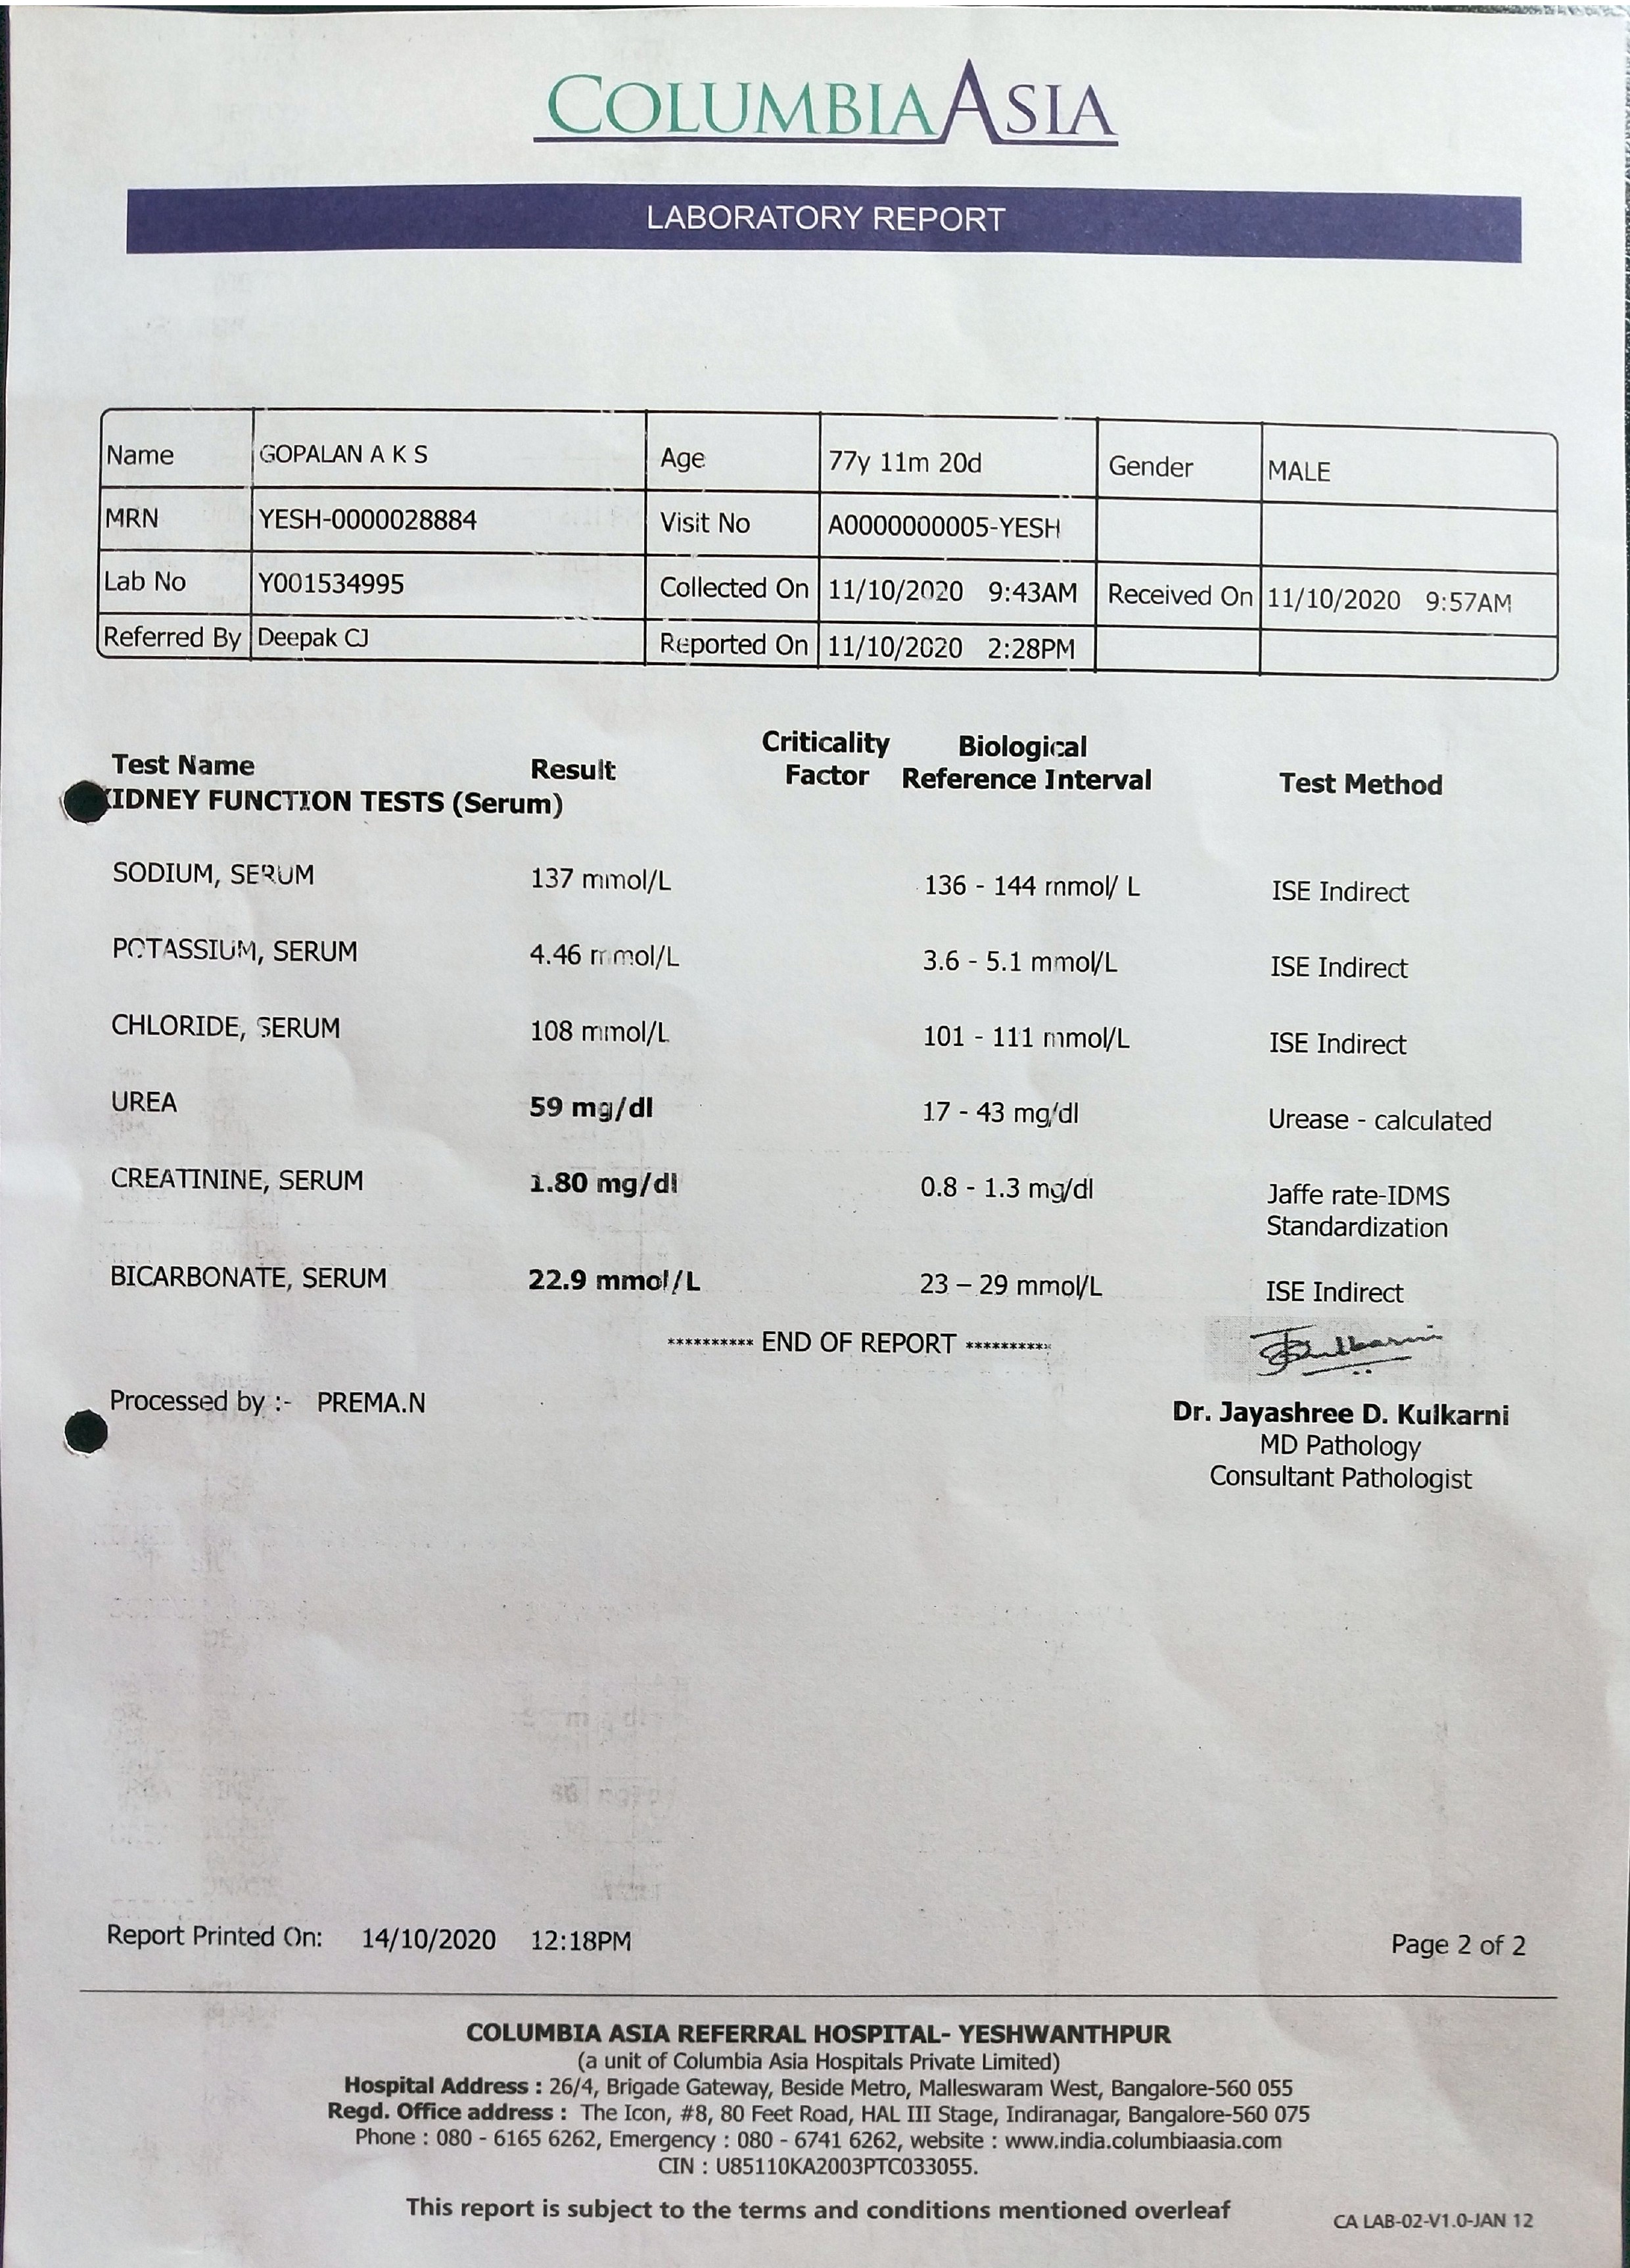 COLUMBIAASIA
LABORATORY REPORT
Name GOPALAN A K S Age 77y 11m 20d Gender MALE
MRN YESH-0000028884 Visit No A0000000005-YESH
Lab No Y001534995 Collected On 11/10/2020 9:43AM Received On 11/10/2020 9:57AM
Referred By Deepak CJ Reported On 11/10/2020 2:28PM
Test Name Result Criticality Factor Biological Reference Interval Test Method
KIDNEY FUNCTION TESTS (Serum)
SODIUM, SERUM 137 mmol/L 136 - 144 mmol/ L ISE Indirect
POTASSIUM, SERUM 4.46 mmol/L 3.6 - 5.1 mmol/L ISE Indirect
CHLORIDE, SERUM 108 mmol/L 101 - 111 mmol/L ISE Indirect
UREA 59 mg/dl 17 - 43 mg/dl Urease - calculated
CREATININE, SERUM 1.80 mg/dl 0.8 - 1.3 mg/dl Jaffe rate-IDMS
Standardization
BICARBONATE, SERUM 22.9 mmol/L 23 – 29 mmol/L ISE Indirect
********** END OF REPORT **********
Processed by :- PREMA.N
Dr. Jayashree D. Kulkarni
MD Pathology
Consultant Pathologist
Report Printed On: 14/10/2020 12:18PM Page 2 of 2
COLUMBIA ASIA REFERRAL HOSPITAL- YESHWANTHPUR
(a unit of Columbia Asia Hospitals Private Limited)
Hospital Address : 26/4, Brigade Gateway, Beside Metro, Malleswaram West, Bangalore-560 055
Regd. Office address : The Icon, #8, 80 Feet Road, HAL III Stage, Indiranagar, Bangalore-560 075
Phone : 080 - 6165 6262, Emergency : 080 - 6741 6262, website : www.india.columbiaasia.com
CIN : U85110KA2003PTC033055.
This report is subject to the terms and conditions mentioned overleaf
CA LAB-02-V1.0-JAN 12